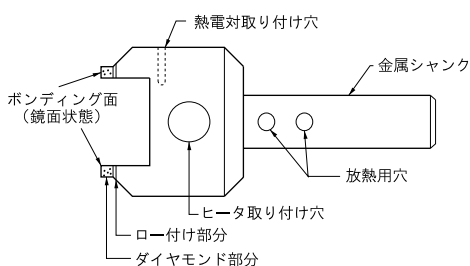 熱電対取り付け穴
金属シャンク
ボンディング面
（鏡面状態）
放熱用穴
ヒータ取り付け穴
ロー付け部分
ダイヤモンド部分